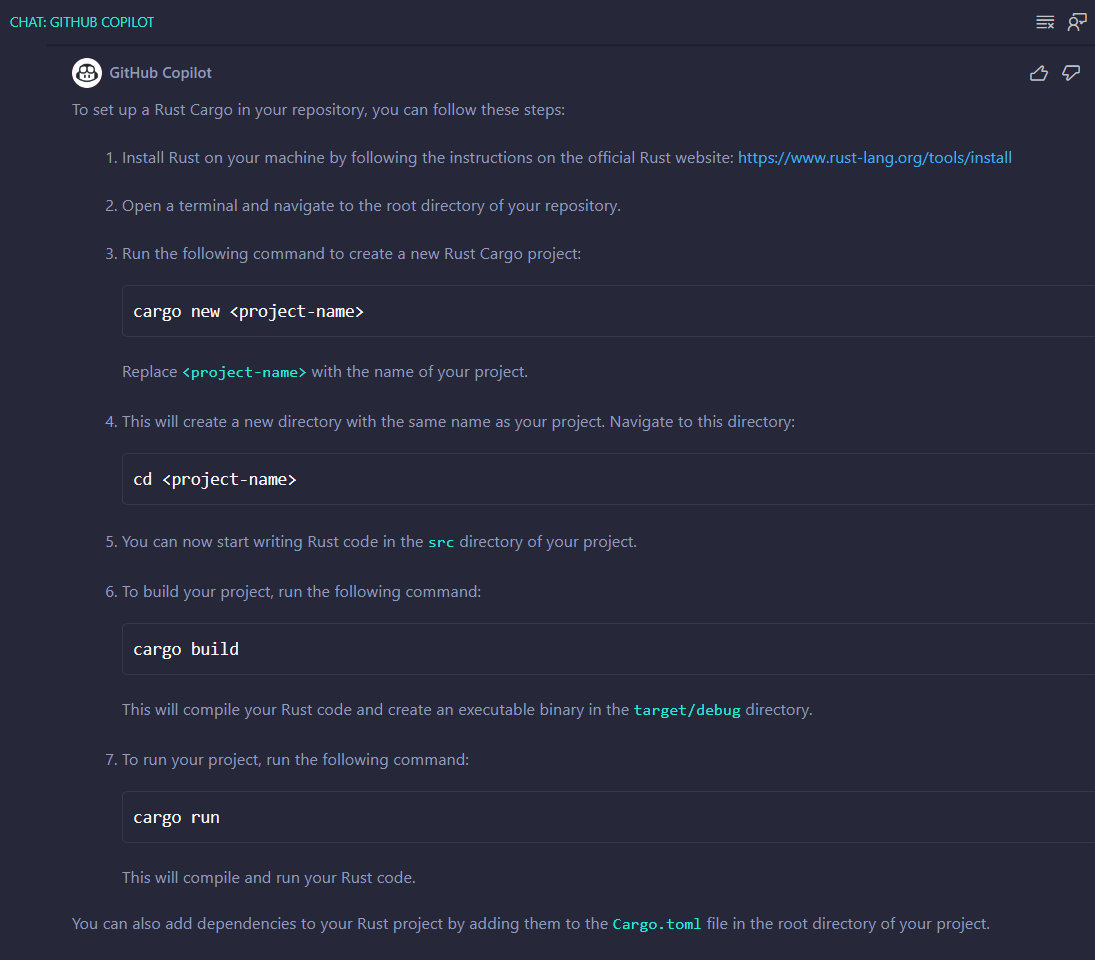 CHAT: GITHUB COPILOT
GitHub Copilot
To set up a Rust Cargo in your repository, you can follow these steps:
1. Install Rust on your machine by following the instructions on the official Rust website: https://www.rust-lang.org/tools/install
2. Open a terminal and navigate to the root directory of your repository.
3. Run the following command to create a new Rust Cargo project:
cargo new <project-name>
Replace <project-name> with the name of your project.
4. This will create a new directory with the same name as your project. Navigate to this directory:
cd <project-name>
5. You can now start writing Rust code in the src directory of your project.
6. To build your project, run the following command:
cargo build
This will compile your Rust code and create an executable binary in the target/debug directory.
7. To run your project, run the following command:
cargo run
This will compile and run your Rust code.
You can also add dependencies to your Rust project by adding them to the Cargo.toml file in the root directory of your project.